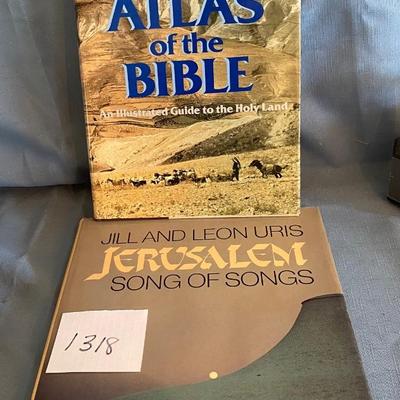 ATLAS
of the
BIBLE
An Illustrated Guide to the Holy Land
JILL AND LEON URIS
JERUSALEM
SONG OF SONGS
1318